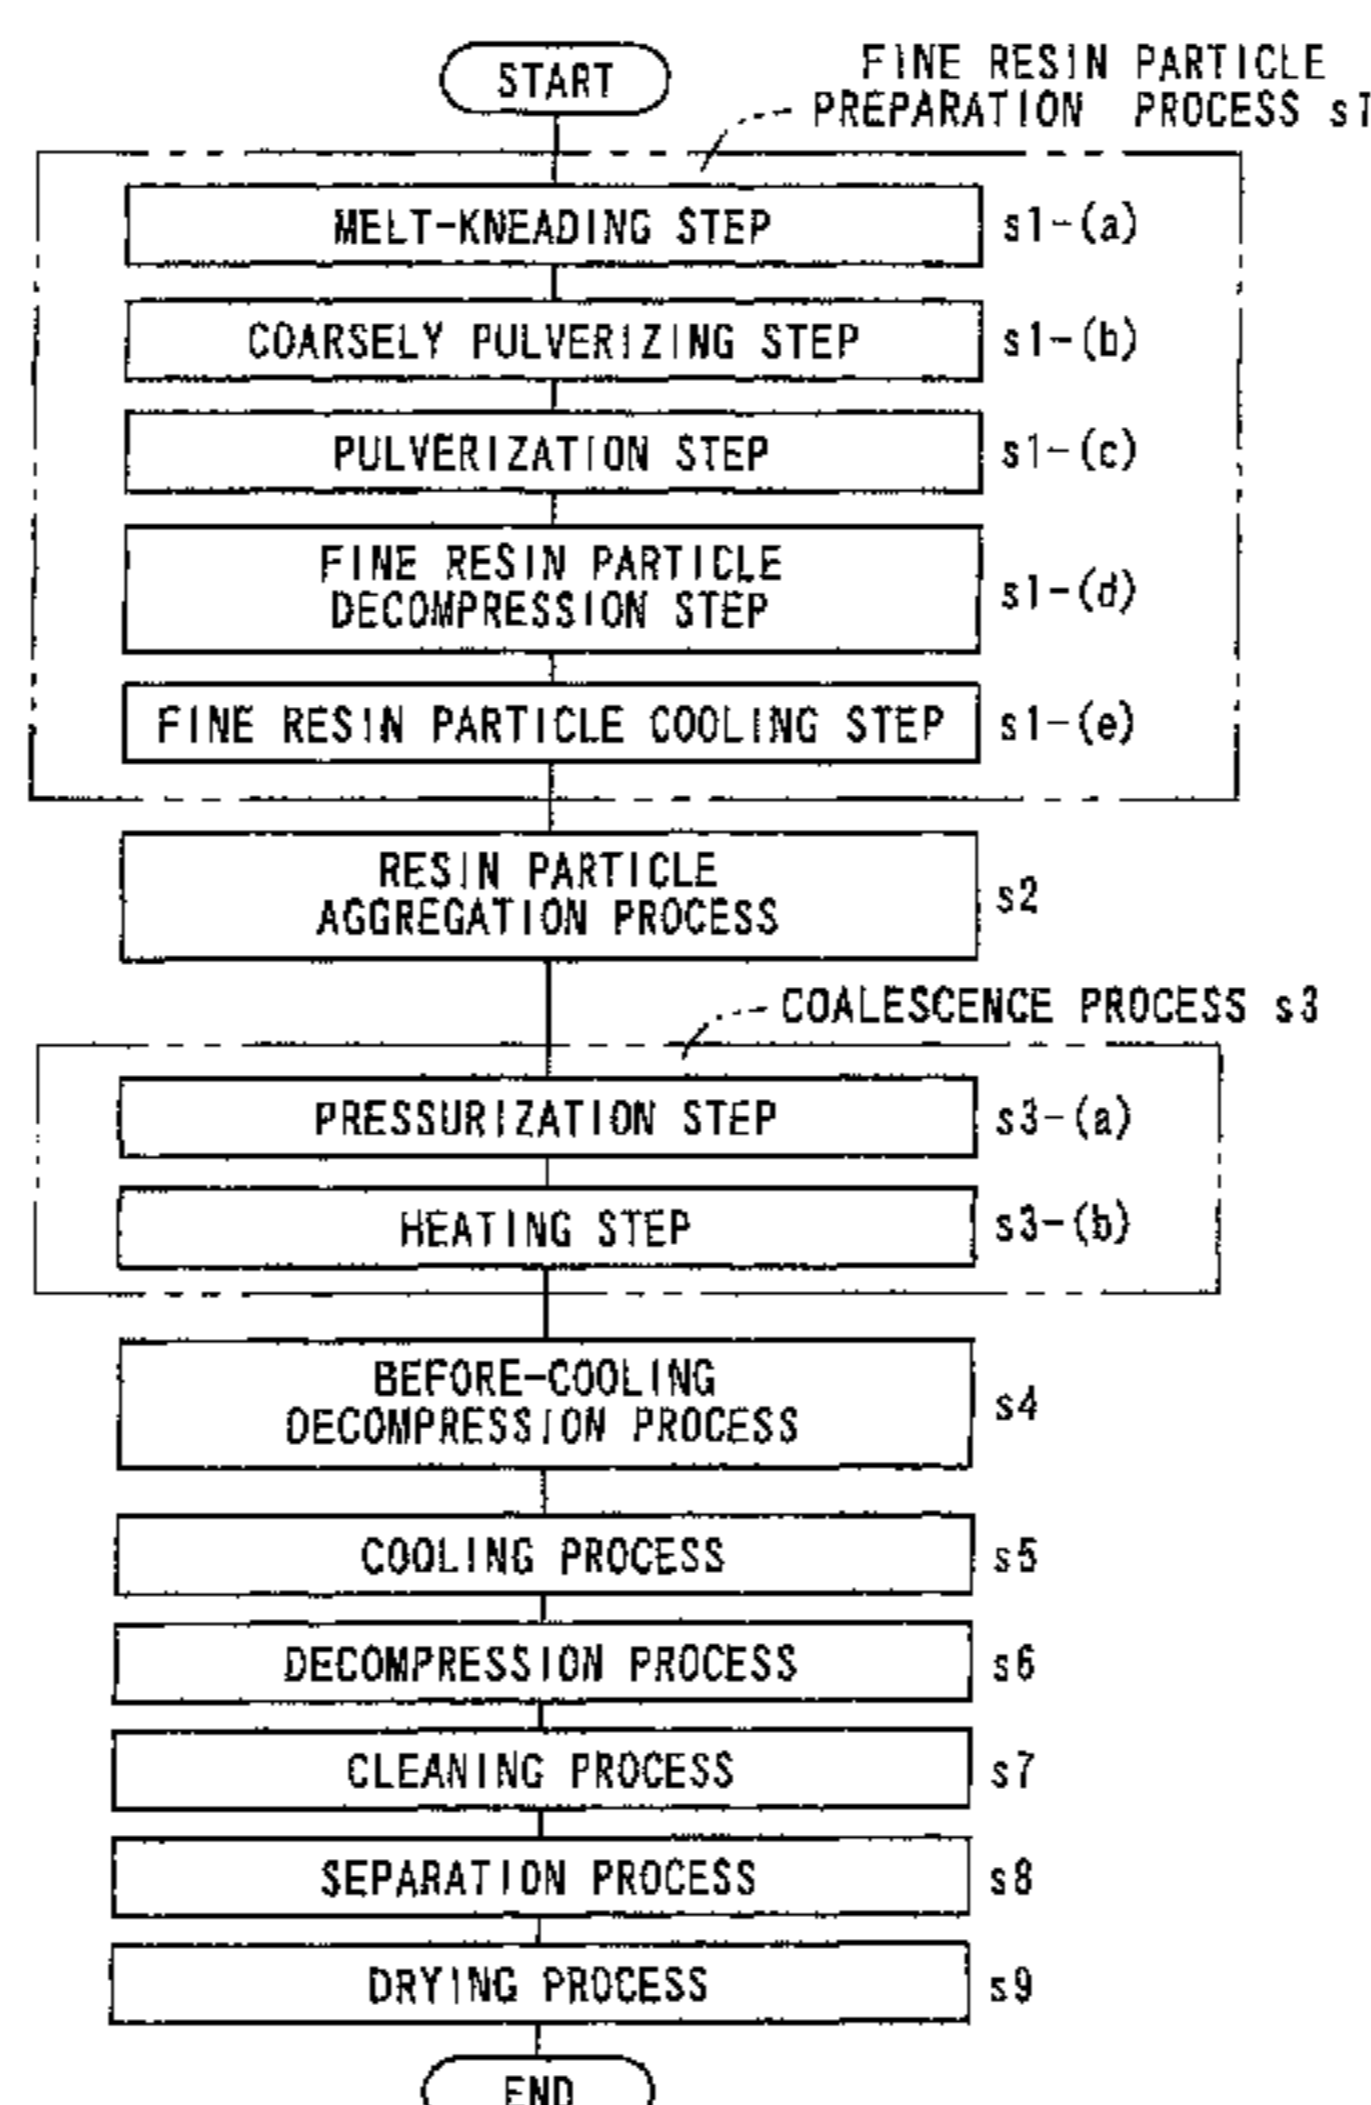 START
FINE RESIN PARTICLE
PREPARATION PROCESS s1
MELT-KNEADING STEP
s1-(a)
COARSELY PULVERIZING STEP
s1-(b)
PULVERIZATION STEP
s1-(c)
FINE RESIN PARTICLE
DECOMPRESSION STEP
s1-(d)
FINE RESIN PARTICLE COOLING STEP
s1-(e)
RESIN PARTICLE
AGGREGATION PROCESS
s2
COALESCENCE PROCESS s3
PRESSURIZATION STEP
s3-(a)
HEATING STEP
s3-(b)
BEFORE-COOLING
DECOMPRESSION PROCESS
s4
COOLING PROCESS
s5
DECOMPRESSION PROCESS
s6
CLEANING PROCESS
s7
SEPARATION PROCESS
s8
DRYING PROCESS
s9
END